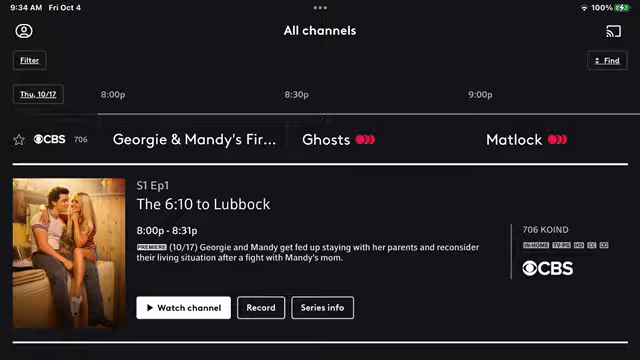 9:34 AM Fri Oct 4
100%
All channels
Filter
Find
Thu, 10/17
8:00p 8:30p 9:00p
CBS 706 Georgie & Mandy's Fir... Ghosts Matlock
S1 Ep1
The 6:10 to Lubbock
8:00p - 8:31p
PREMIERE (10/17) Georgie and Mandy get fed up staying with her parents and reconsider
their living situation after a fight with Mandy's mom.
706 KOIND
IN-HOME TV-PG HD CC
CBS
Watch channel Record Series info